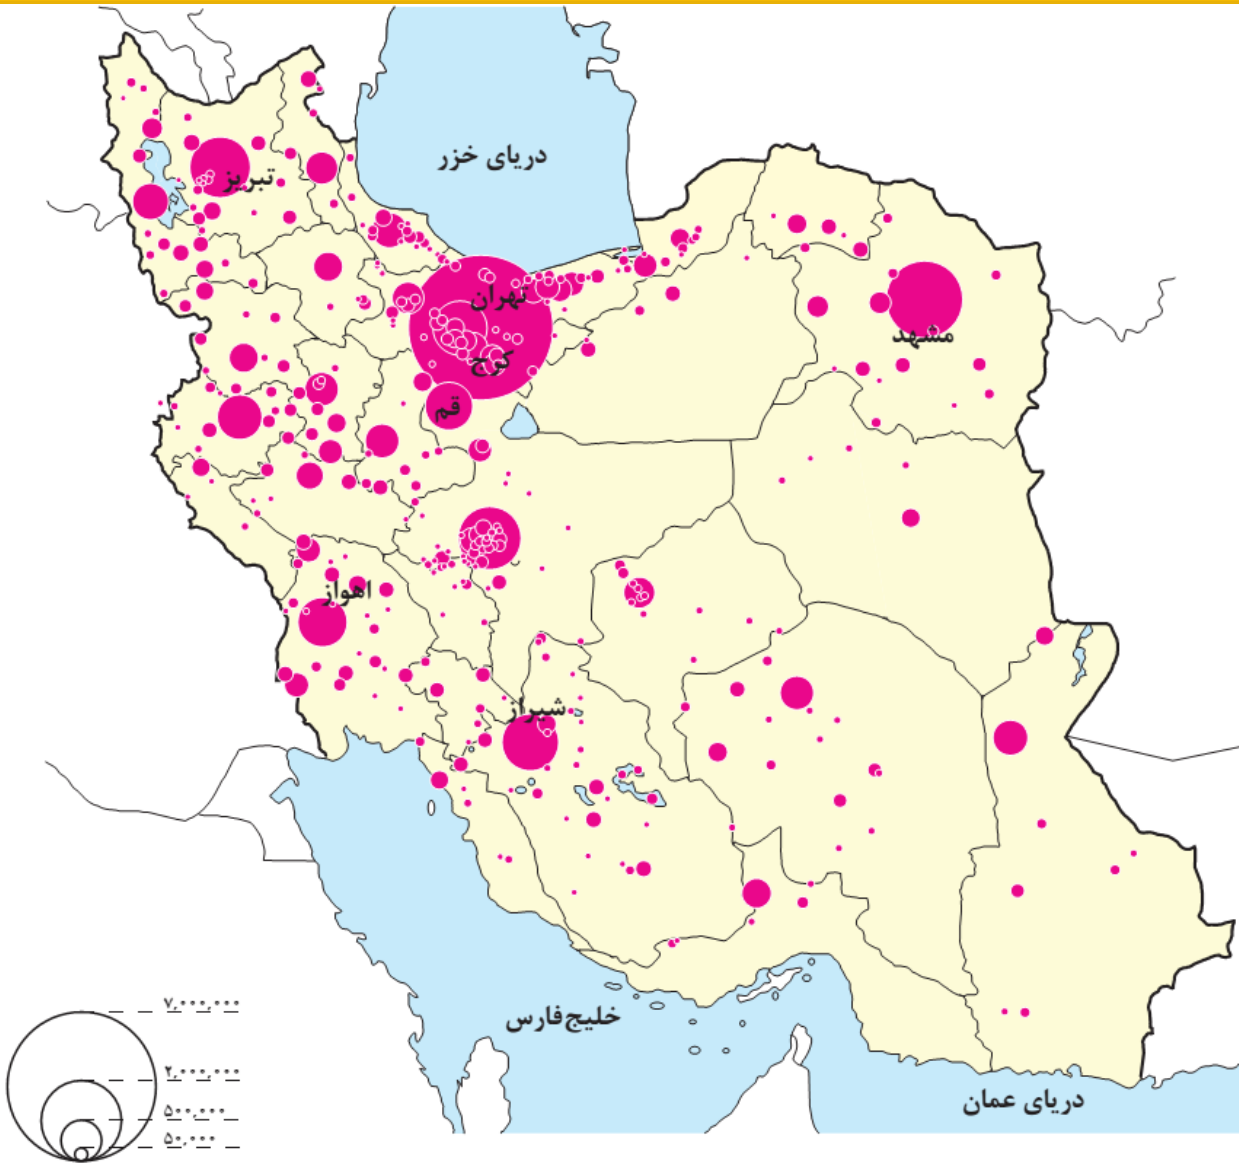 دریای خزر
تبریز
تهران
کرج
مشهد
قم
اهواز
شیراز
خلیج‌فارس
دریای عمان
۷,۰۰۰,۰۰۰
۲,۰۰۰,۰۰۰
۵۰۰,۰۰۰
۵۰,۰۰۰